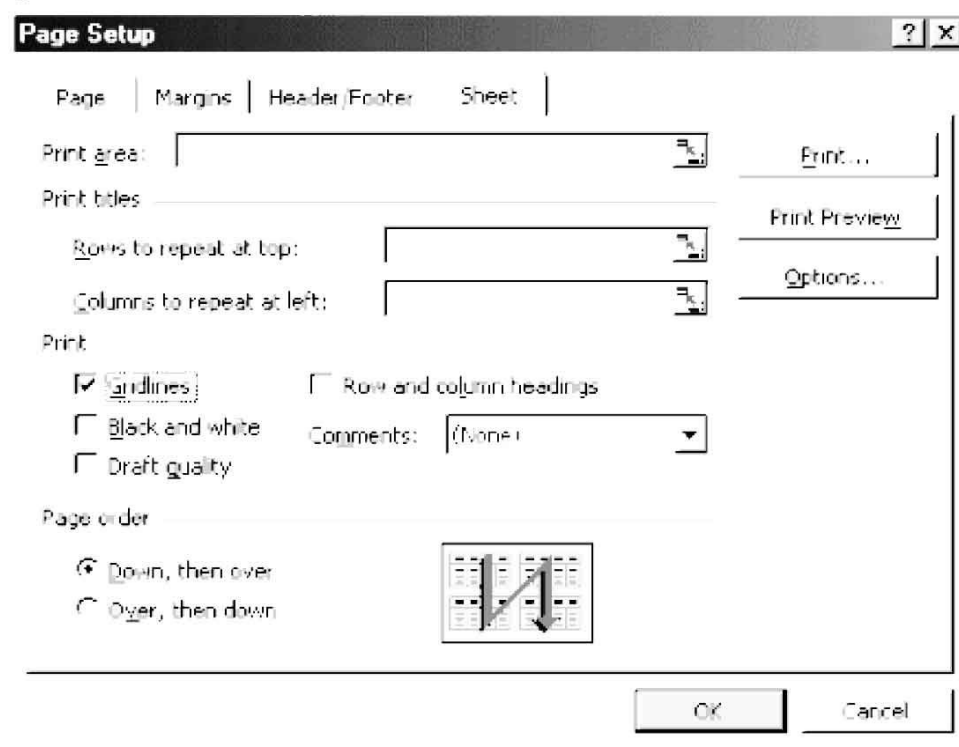 Page Setup
Page Margins Header/Footer Sheet
Print area:
Print...
Print titles
Print Preview
Rows to repeat at top:
Options...
Columns to repeat at left:
Print
Gridlines Row and column headings
Black and white Comments: (None)
Draft quality
Page order
Down, then over
Over, then down
OK Cancel